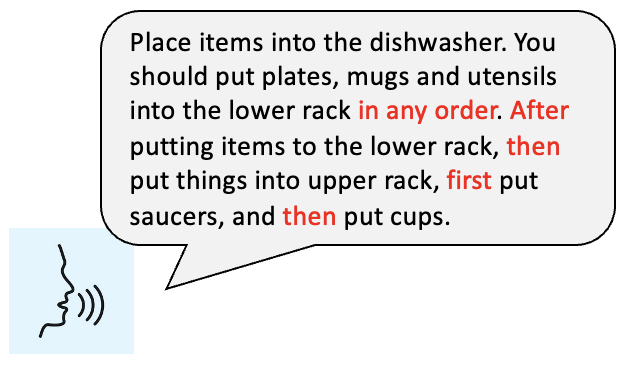 Place items into the dishwasher. You
should put plates, mugs and utensils
into the lower rack in any order. After
putting items to the lower rack, then
put things into upper rack, first put
saucers, and then put cups.